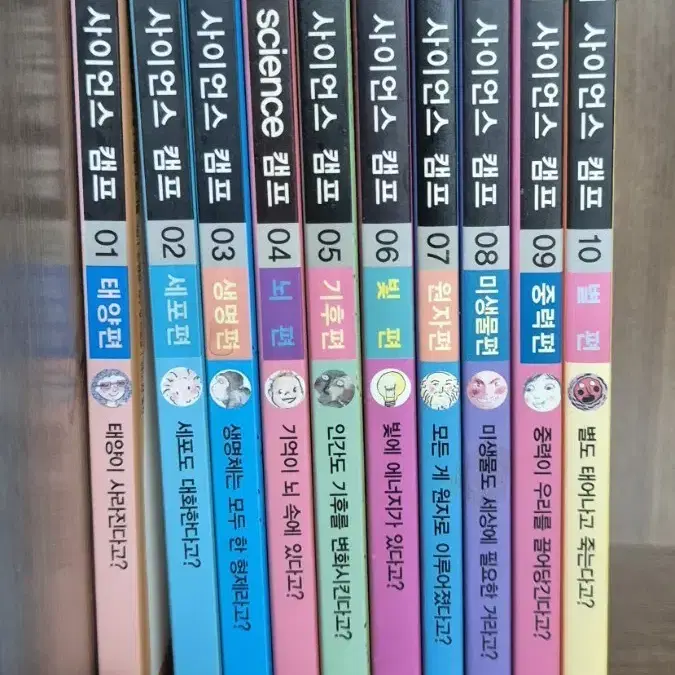 사이언스 캠프 01 태양편 태양이 사라진다고?
사이언스 캠프 02 세포편 세포도 대화한다고?
사이언스 캠프 03 생명편 생명체는 모두 한 형제라고?
science 캠프 04 뇌 편 기억이 뇌 속에 있다고?
사이언스 캠프 05 기후편 인간도 기후를 변화시킨다고?
사이언스 캠프 06 빛 편 빛에 에너지가 있다고?
사이언스 캠프 07 원자편 모든 게 원자로 이루어졌다고?
사이언스 캠프 08 미생물편 미생물도 세상에 필요한 거라고?
사이언스 캠프 09 중력편 중력이 우리를 끌어당긴다고?
사이언스 캠프 10 별 편 별도 태어나고 죽는다고?